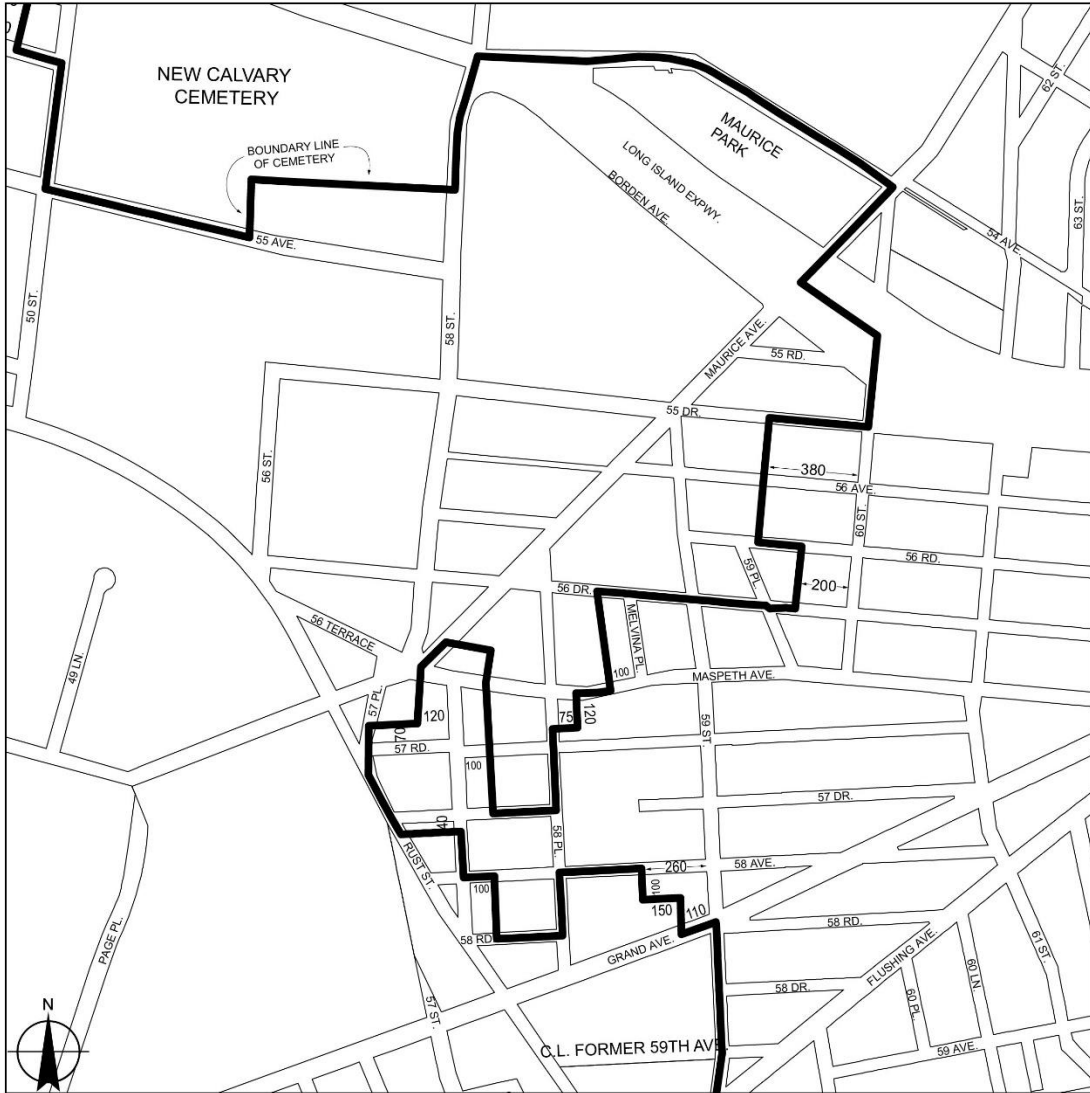 NEW CALVARY
CEMETERY
BOUNDARY LINE
OF CEMETERY
MAURICE
PARK
LONG ISLAND EXPWY.
BORDEN AVE.
62 ST.
63 ST.
54 AVE.
55 AVE.
50 ST.
58 ST.
MAURICE AVE.
55 RD.
55 DR.
56 ST.
380
56 AVE.
60 ST.
56 RD.
59 PL.
200
56 DR.
MELVINA PL.
56 TERRACE
49 LN.
100
MASPETH AVE.
57 PL.
120
70
57 RD.
75
120
59 ST.
100
57 DR.
40
58 PL.
RUST ST.
260
58 AVE.
100
100
150
110
58 RD.
58 RD
GRAND AVE.
FLUSHING AVE.
61 ST.
60 LN
60 PL.
58 DR.
PAGE PL.
57 ST.
N
C.L. FORMER 59TH AVE.
59 AVE.